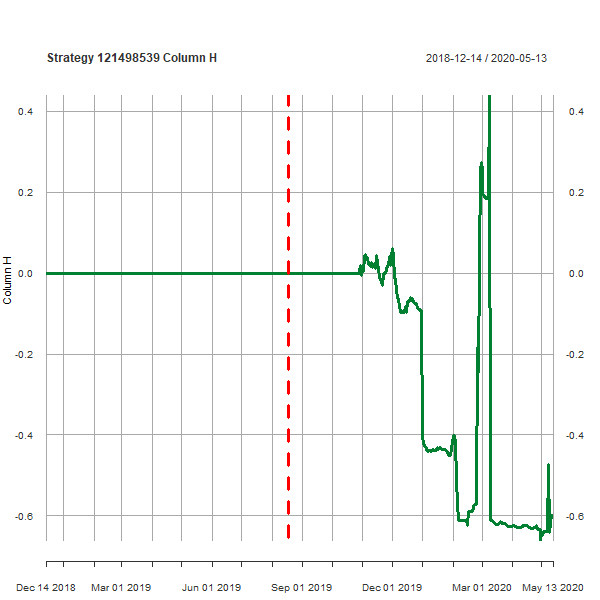 Strategy 121498539 Column H
2018-12-14 / 2020-05-13
0.4 0.4
0.2 0.2
0.0 0.0
-0.2 -0.2
-0.4 -0.4
-0.6 -0.6
Column H
Dec 14 2018 Mar 01 2019 Jun 01 2019 Sep 01 2019 Dec 01 2019 Mar 01 2020 May 13 2020